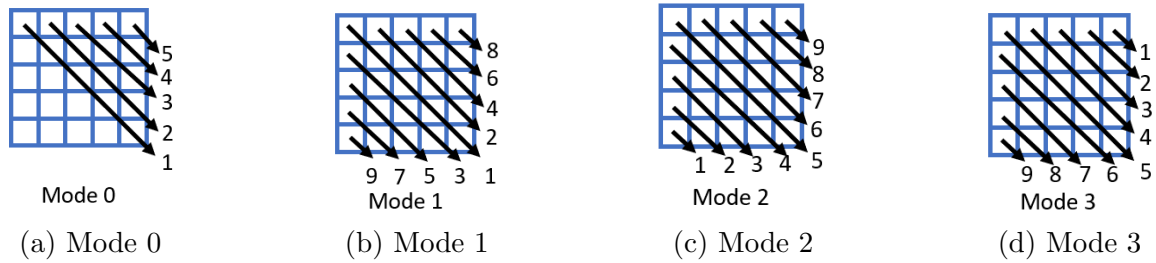 5
4
3
2
1
Mode 0
(a) Mode 0
8
6
4
2
9 7 5 3 1
Mode 1
(b) Mode 1
9
8
7
6
1 2 3 4 5
Mode 2
(c) Mode 2
1
2
3
4
9 8 7 6 5
Mode 3
(d) Mode 3